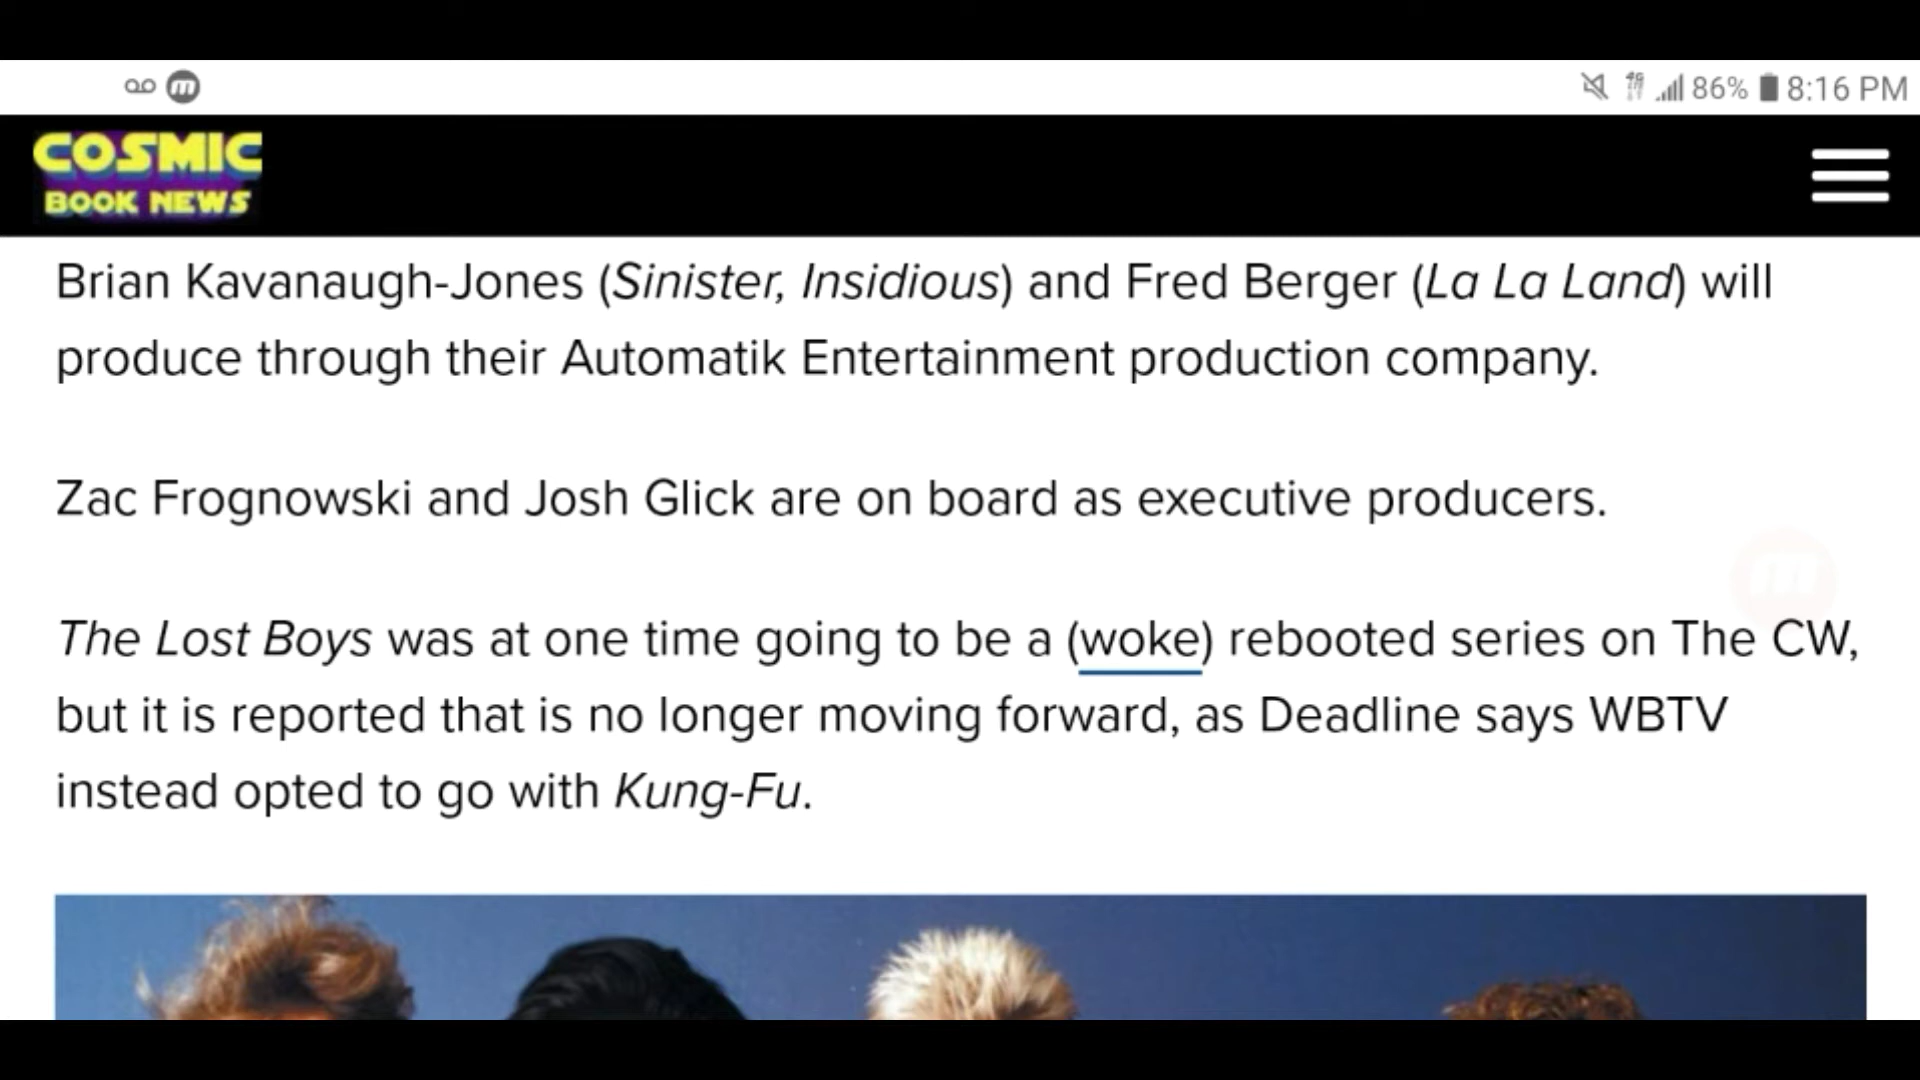 86% 8:16 PM
COSMIC
BOOK NEWS
Brian Kavanaugh-Jones (Sinister, Insidious) and Fred Berger (La La Land) will
produce through their Automatik Entertainment production company.
Zac Frognowski and Josh Glick are on board as executive producers.
The Lost Boys was at one time going to be a (woke) rebooted series on The CW,
but it is reported that is no longer moving forward, as Deadline says WBTV
instead opted to go with Kung-Fu.